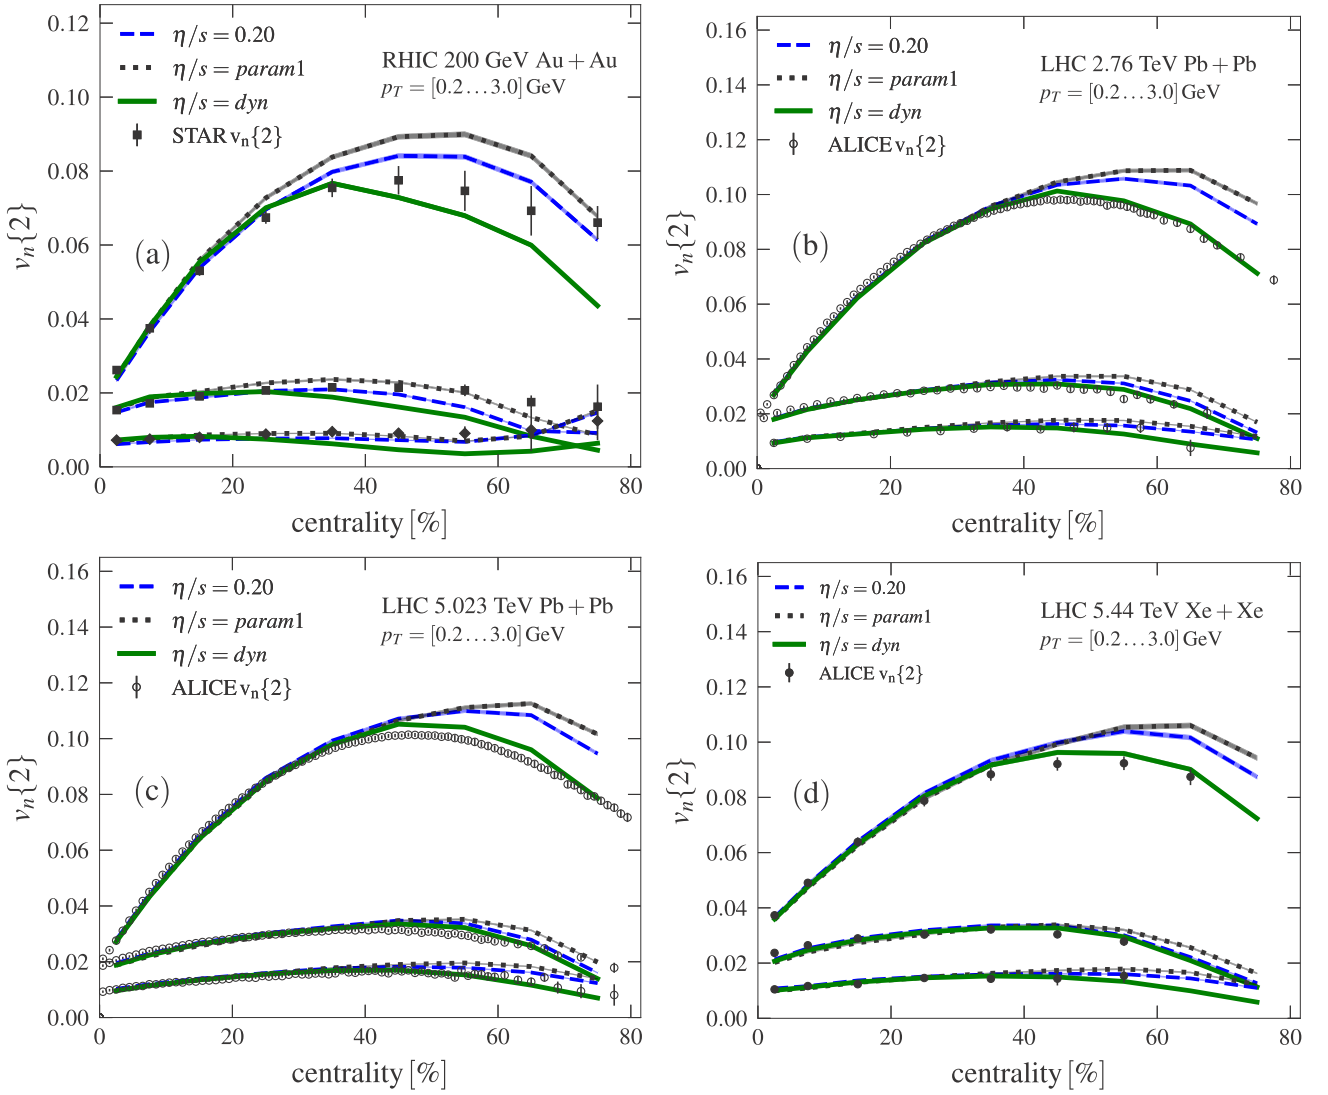 0.12
0.10
0.08
0.06
0.04
0.02
0.00
vₙ{2}
η/s = 0.20
η/s = param1
η/s = dyn
STAR vₙ{2}
RHIC 200 GeV Au + Au
p_T = [0.2…3.0] GeV
(a)
0 20 40 60 80
centrality [%]
0.16
0.14
0.12
0.10
0.08
0.06
0.04
0.02
0.00
vₙ{2}
η/s = 0.20
η/s = param1
η/s = dyn
ALICE vₙ{2}
LHC 2.76 TeV Pb + Pb
p_T = [0.2…3.0] GeV
(b)
0 20 40 60 80
centrality [%]
0.16
0.14
0.12
0.10
0.08
0.06
0.04
0.02
0.00
vₙ{2}
η/s = 0.20
η/s = param1
η/s = dyn
ALICE vₙ{2}
LHC 5.023 TeV Pb + Pb
p_T = [0.2…3.0] GeV
(c)
0 20 40 60 80
centrality [%]
0.16
0.14
0.12
0.10
0.08
0.06
0.04
0.02
0.00
vₙ{2}
η/s = 0.20
η/s = param1
η/s = dyn
ALICE vₙ{2}
LHC 5.44 TeV Xe + Xe
p_T = [0.2…3.0] GeV
(d)
0 20 40 60 80
centrality [%]